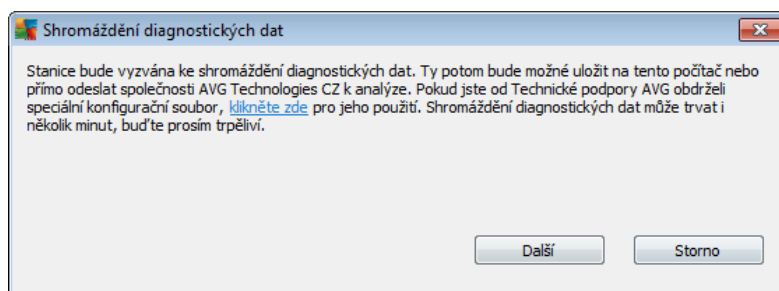 Shromáždění diagnostických dat
Stanice bude vyzvána ke shromáždění diagnostických dat. Ty potom bude možné uložit na tento počítač nebo
přímo odeslat společnosti AVG Technologies CZ k analýze. Pokud jste od Technické podpory AVG obdrželi
speciální konfigurační soubor, klikněte zde pro jeho použití. Shromáždění diagnostických dat může trvat i
několik minut, buďte prosím trpěliví.
Další
Storno